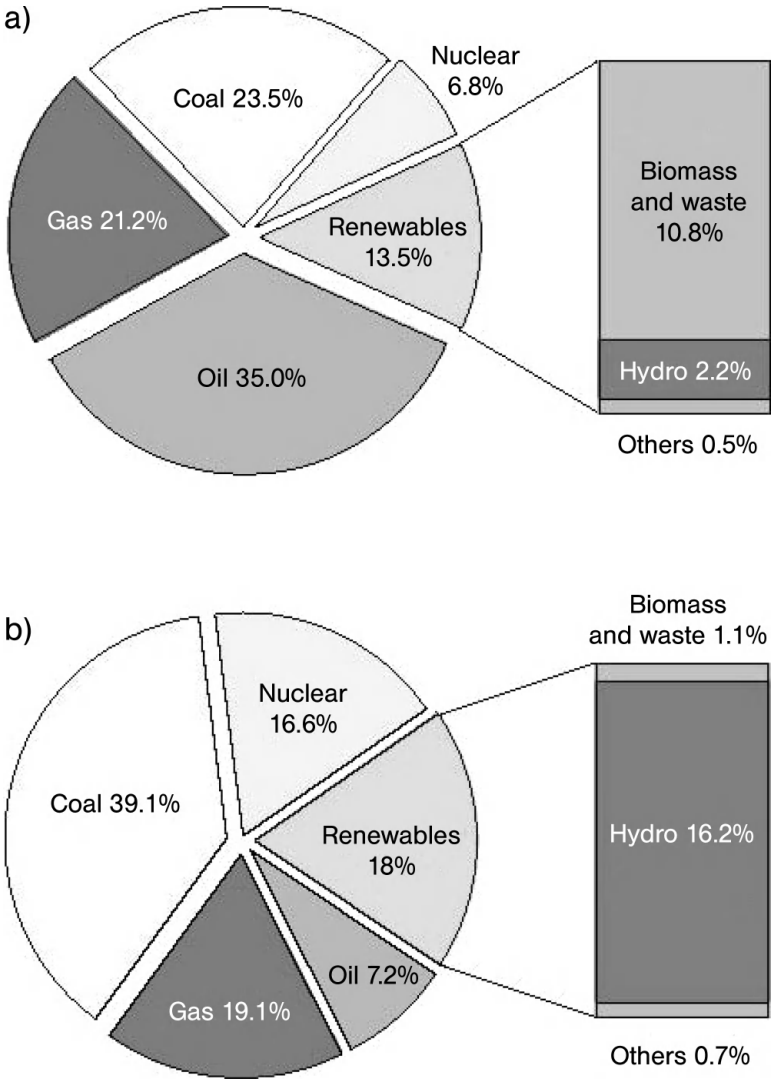 a)
Coal 23.5%
Nuclear
6.8%
Gas 21.2%
Renewables
13.5%
Oil 35.0%
Biomass
and waste
10.8%
Hydro 2.2%
Others 0.5%
b)
Nuclear
16.6%
Coal 39.1%
Renewables
18%
Oil 7.2%
Gas 19.1%
Biomass
and waste 1.1%
Hydro 16.2%
Others 0.7%